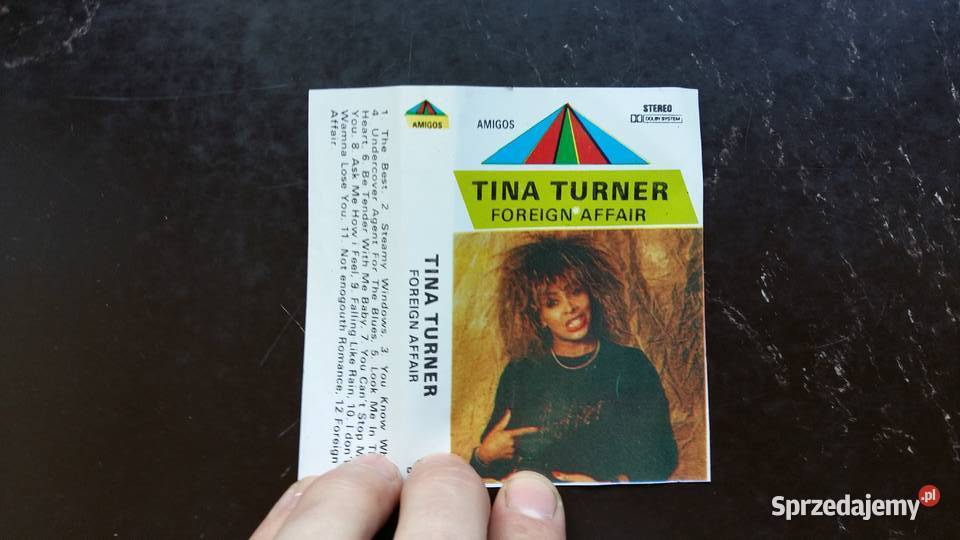 1 The Best. 2 Steamy Windows, 3. You Know
4. Undercover Agent For The Blues, 5. Look Me In
Heart, 6. Be Tender With Me Baby, 7. You Can't Stop
You, 8. Ask Me How i Feel, 9. Falling Like Rain, 10. I don't
Wamna Lose You, 11. Not enogouth Romance, 12 Foreign
Affair.
AMIGOS
TINA TURNER
FOREIGN AFFAIR
AMIGOS
STEREO
DOLBY SYSTEM
TINA TURNER
FOREIGN AFFAIR
Sprzedajemy.pl